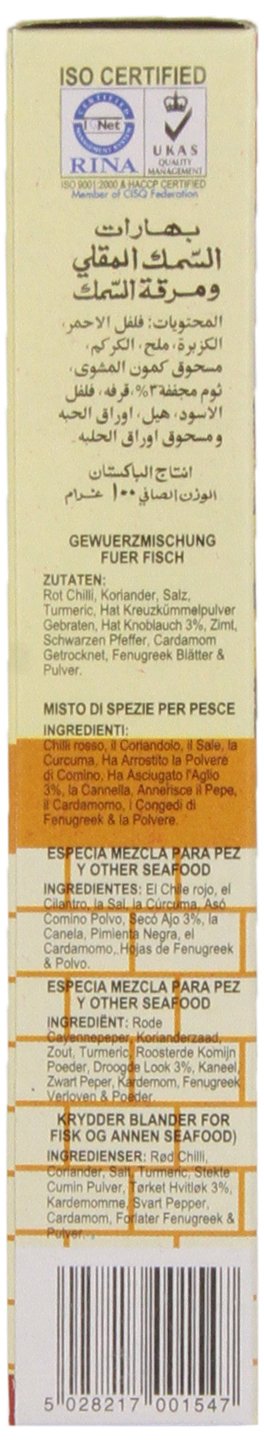 ISO CERTIFIED
CERTIFIED
IQNet
MANAGEMENT SYSTEM
RINA
UKAS
QUALITY
MANAGEMENT
ISO 9001:2000 & HACCP CERTIFIED
Member of CISQ Federation
بهارات
السمك المقلي
ومرقة السمك
المحتويات: فلفل الاحمر،
الكزبرة، ملح، الكركم،
مسحوق كمون المشوى،
ثوم مجففة ٣%، قرفه، فلفل
الاسود، هيل، اوراق الحبه
ومسحوق اوراق الحلبه.
انتاج الباكستان
الوزن الصافي ١٠٠ غرام
GEWUERZMISCHUNG
FUER FISCH
ZUTATEN:
Rot Chilli, Koriander, Salz,
Turmeric, Hat Kreuzkümmelpulver
Gebraten, Hat Knoblauch 3%, Zimt,
Schwarzen Pfeffer, Cardamom
Getrocknet, Fenugreek Blätter &
Pulver.
MISTO DI SPEZIE PER PESCE
INGREDIENTI:
Chilli rosso, il Coriandolo, il Sale, la
Curcuma, Ha Arrostito la Polvere
di Comino, Ha Asciugato l'Aglio
3%, la Cannella, Annerisce il Pepe,
il Cardamomo, i Congedi di
Fenugreek & la Polvere.
ESPECIA MEZCLA PARA PEZ
Y OTHER SEAFOOD
INGREDIENTES: El Chile rojo, el
Cilantro, la Sal, la Cúrcuma, Asó
Comino Polvo, Secó Ajo 3%, la
Canela, Pimienta Negra, el
Cardamomo, Hojas de Fenugreek
& Polvo.
ESPECIA MEZCLA PARA PEZ
Y OTHER SEAFOOD
INGREDIËNT: Rode
Cayennepeper, Korianderzaad,
Zout, Turmeric, Roosterde Komijn
Poeder, Droogde Look 3%, Kaneel,
Zwart Peper, Kardemom, Fenugreek
Verloven & Poeder.
KRYDDER BLANDER FOR
FISK OG ANNEN SEAFOOD)
INGREDIENSER: Rød Chilli,
Coriander, Salt, Turmeric, Stekte
Cumin Pulver, Tørket Hvitløk 3%,
Kardemomme, Svart Pepper,
Cardamom, Forlater Fenugreek &
Pulver.
5 028217 001547